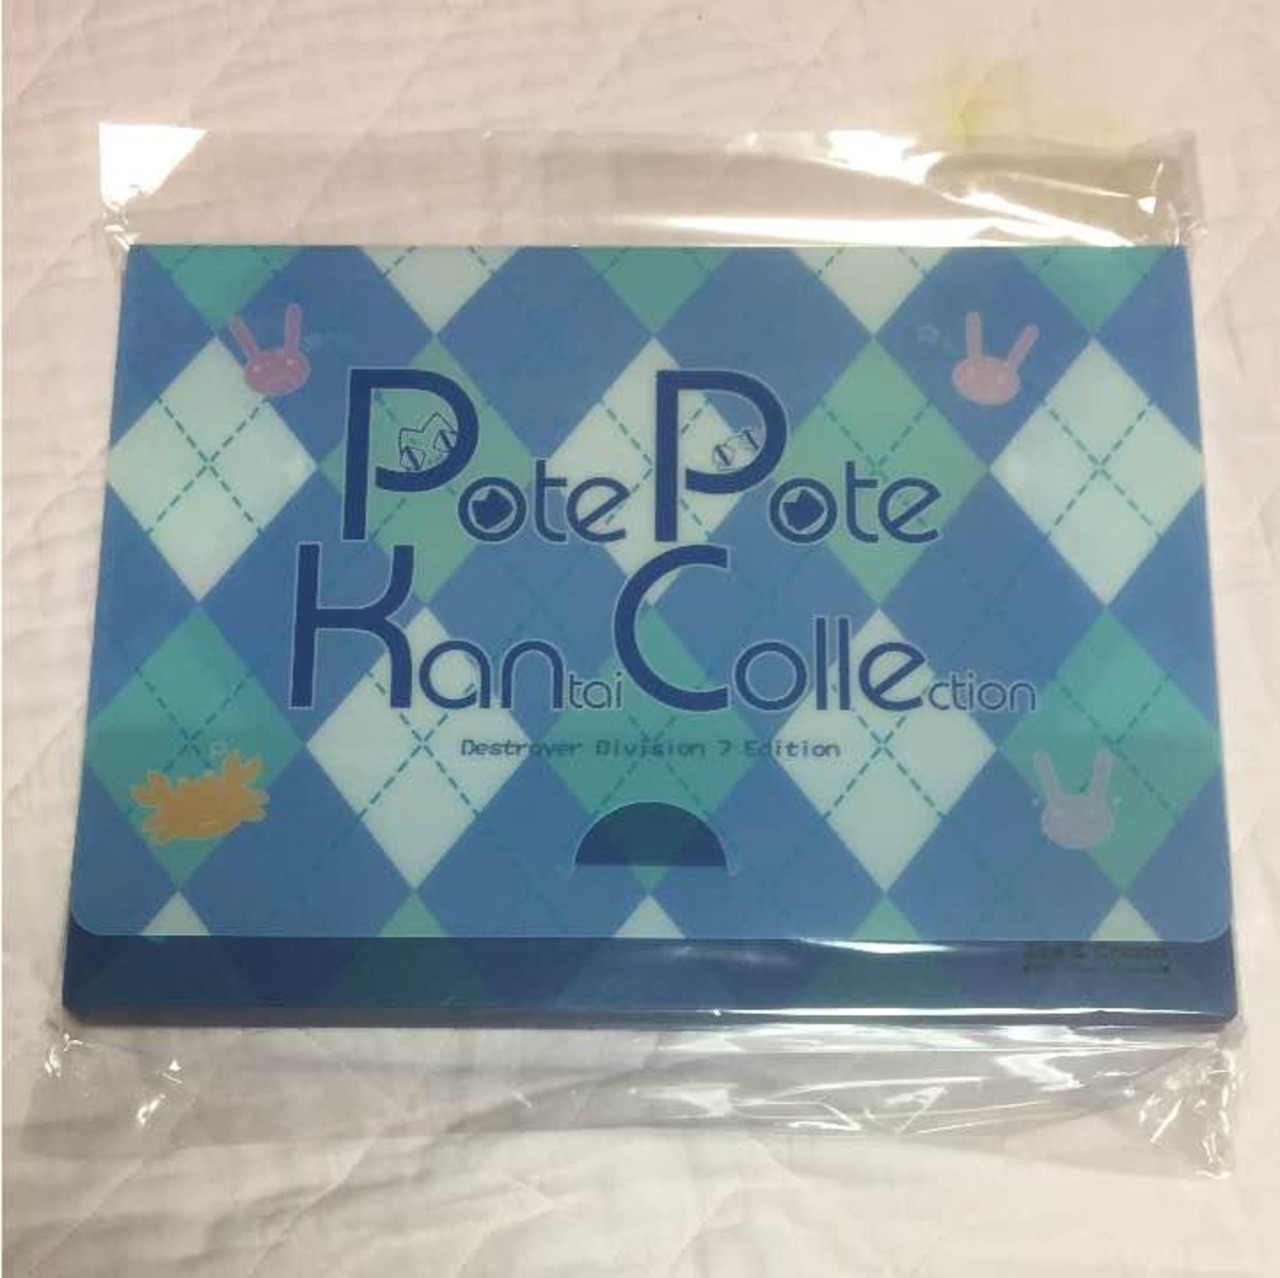 PotePote
KantaiCollection
Destroyer Division 7 Edition